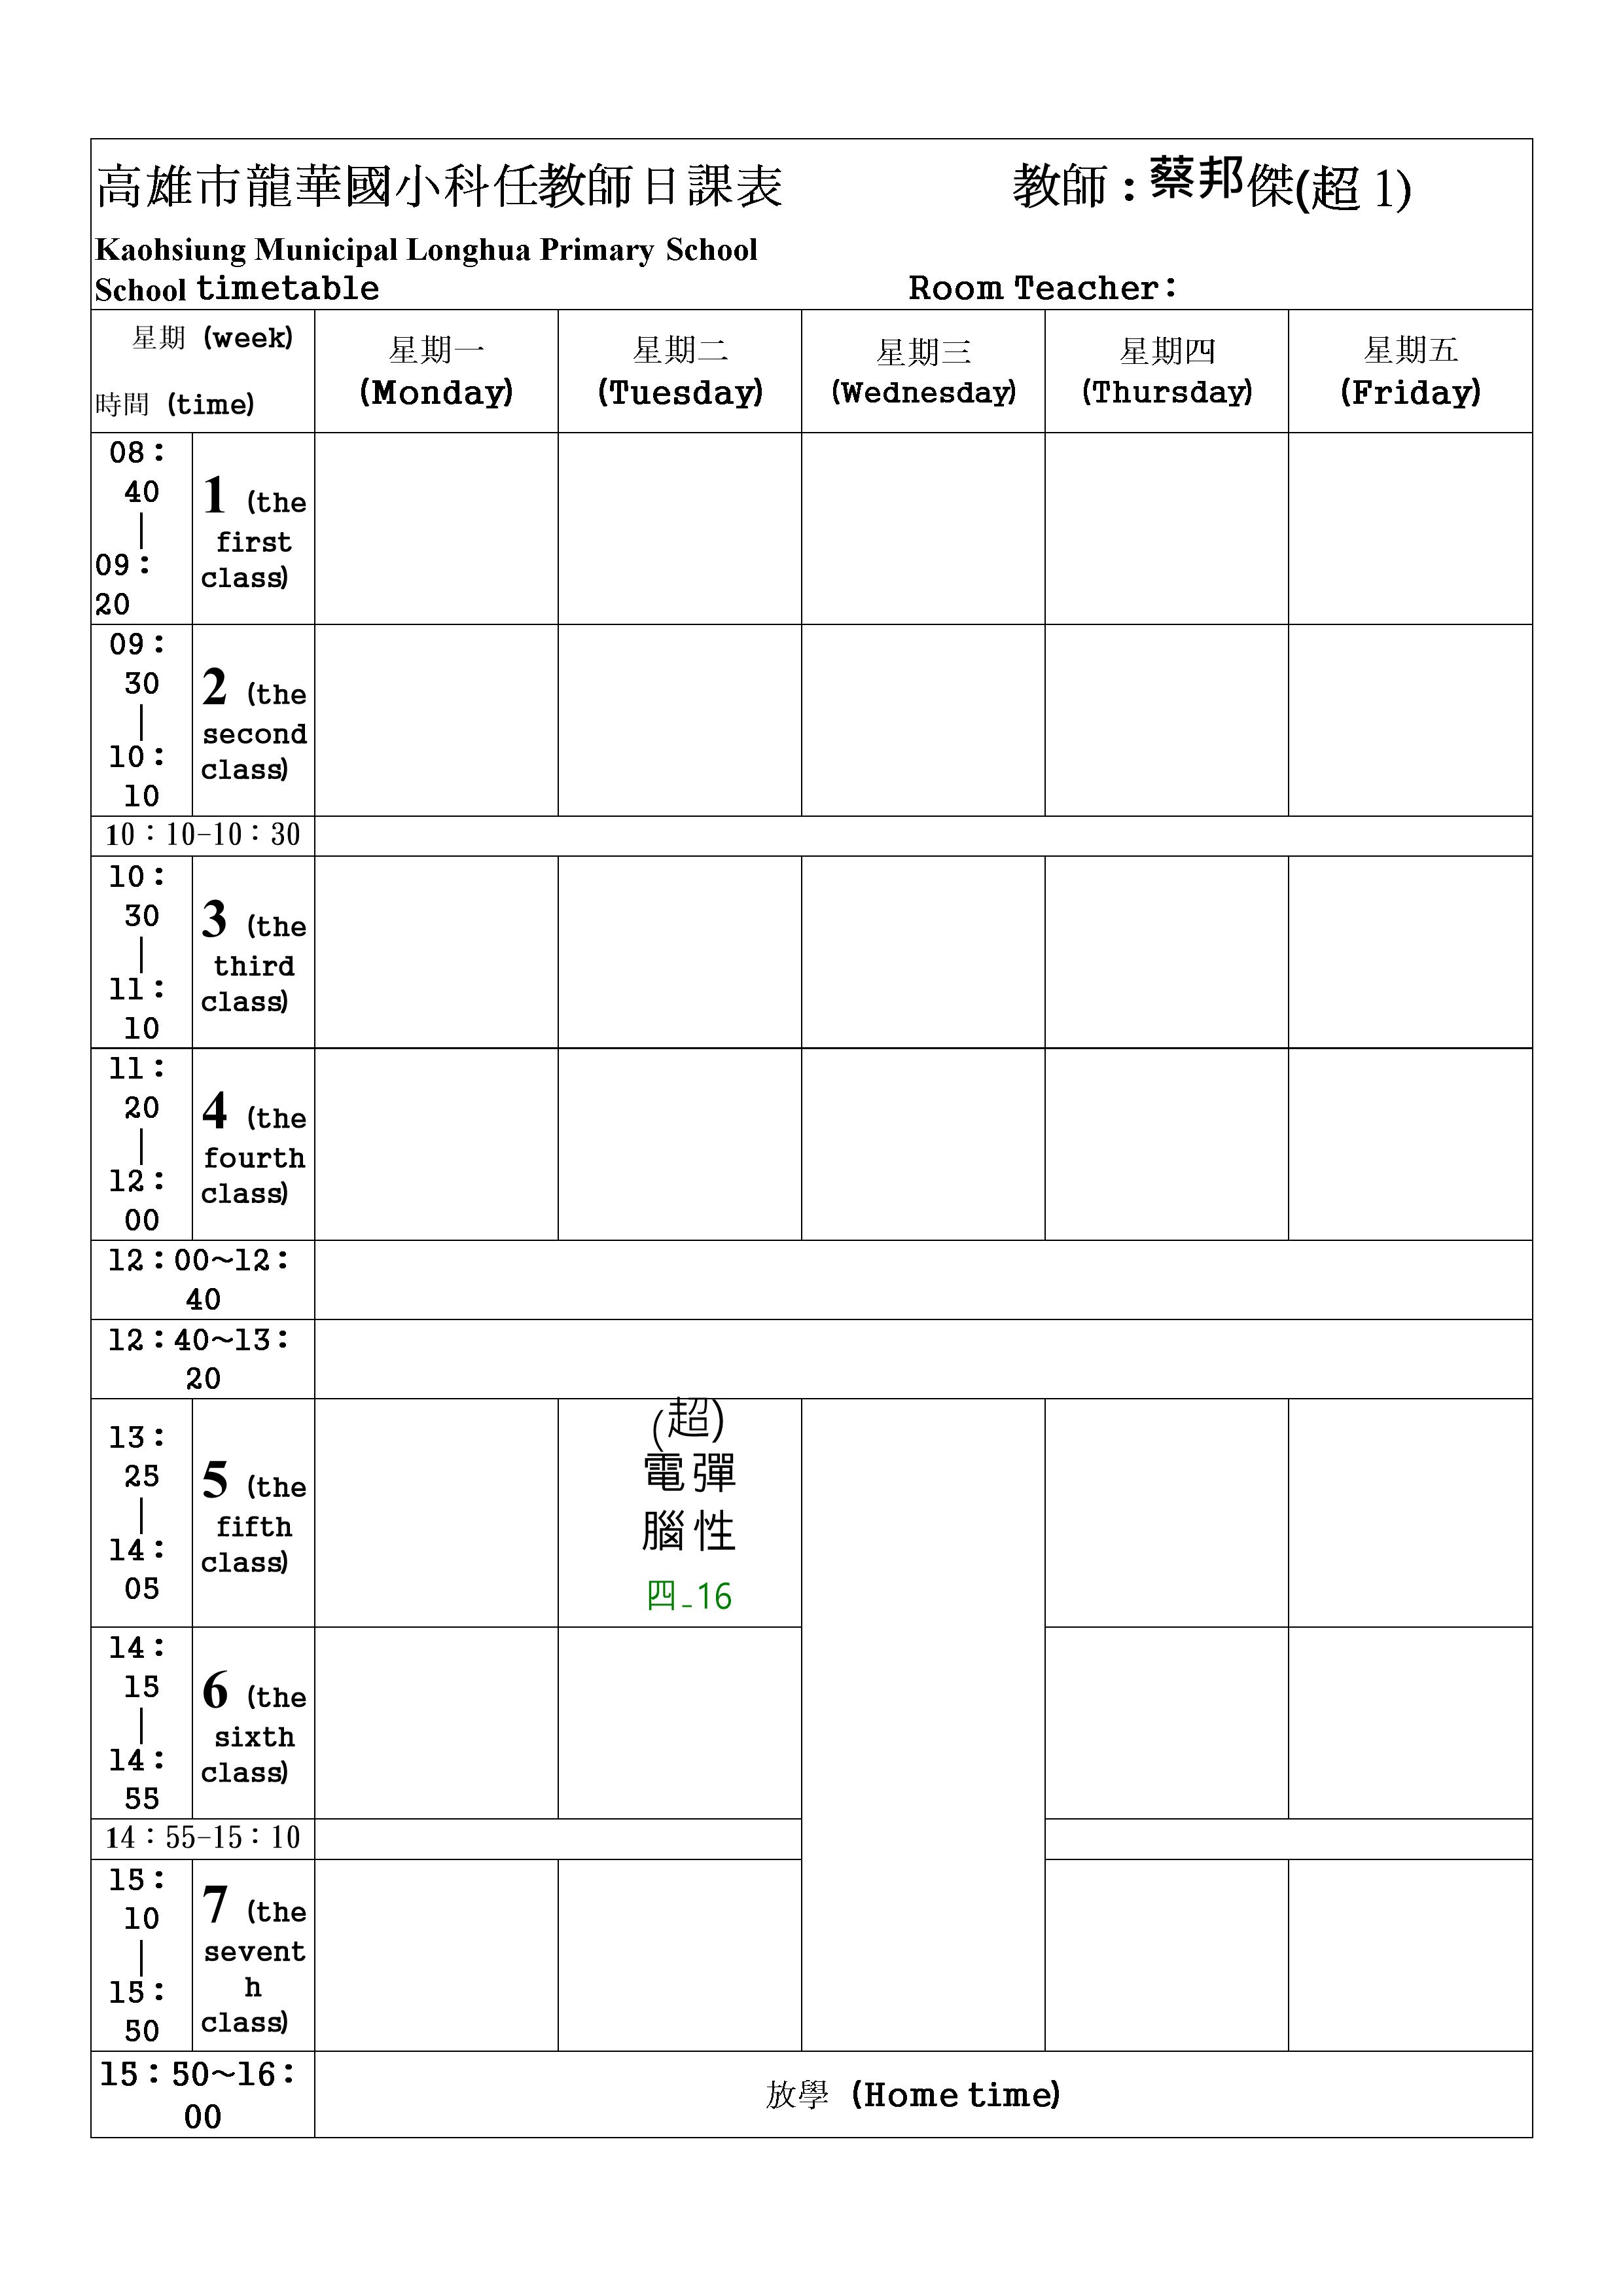 高雄市龍華國小科任教師日課表 教師：蔡邦傑(超 1)
Kaohsiung Municipal Longhua Primary School
School timetable Room Teacher：
星期 (week)
時間 (time)
星期一
(Monday)
星期二
(Tuesday)
星期三
(Wednesday)
星期四
(Thursday)
星期五
(Friday)
08：
40
｜
09：
20
1 (the
first
class)
09：
30
｜
10：
10
2 (the
second
class)
10：10-10：30
10：
30
｜
11：
10
3 (the
third
class)
11：
20
｜
12：
00
4 (the
fourth
class)
12：00~12：
40
12：40~13：
20
13：
25
｜
14：
05
5 (the
fifth
class)
(超)
電 彈
腦 性
四_16
14：
15
｜
14：
55
6 (the
sixth
class)
14：55-15：10
15：
10
｜
15：
50
7 (the
sevent
h
class)
15：50~16：
00
放學 (Home time)